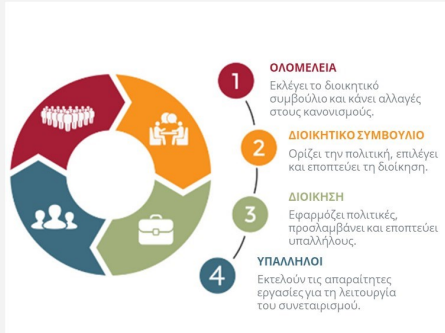 1
ΟΛΟΜΕΛΕΙΑ
Εκλέγει το διοικητικό
συμβούλιο και κάνει αλλαγές
στους κανονισμούς.
2
ΔΙΟΙΚΗΤΙΚΟ ΣΥΜΒΟΥΛΙΟ
Ορίζει την πολιτική, επιλέγει
και εποπτεύει τη διοίκηση.
3
ΔΙΟΙΚΗΣΗ
Εφαρμόζει πολιτικές,
προσλαμβάνει και εποπτεύει
υπαλλήλους.
4
ΥΠΑΛΛΗΛΟΙ
Εκτελούν τις απαραίτητες
εργασίες για τη λειτουργία
του συνεταιρισμού.